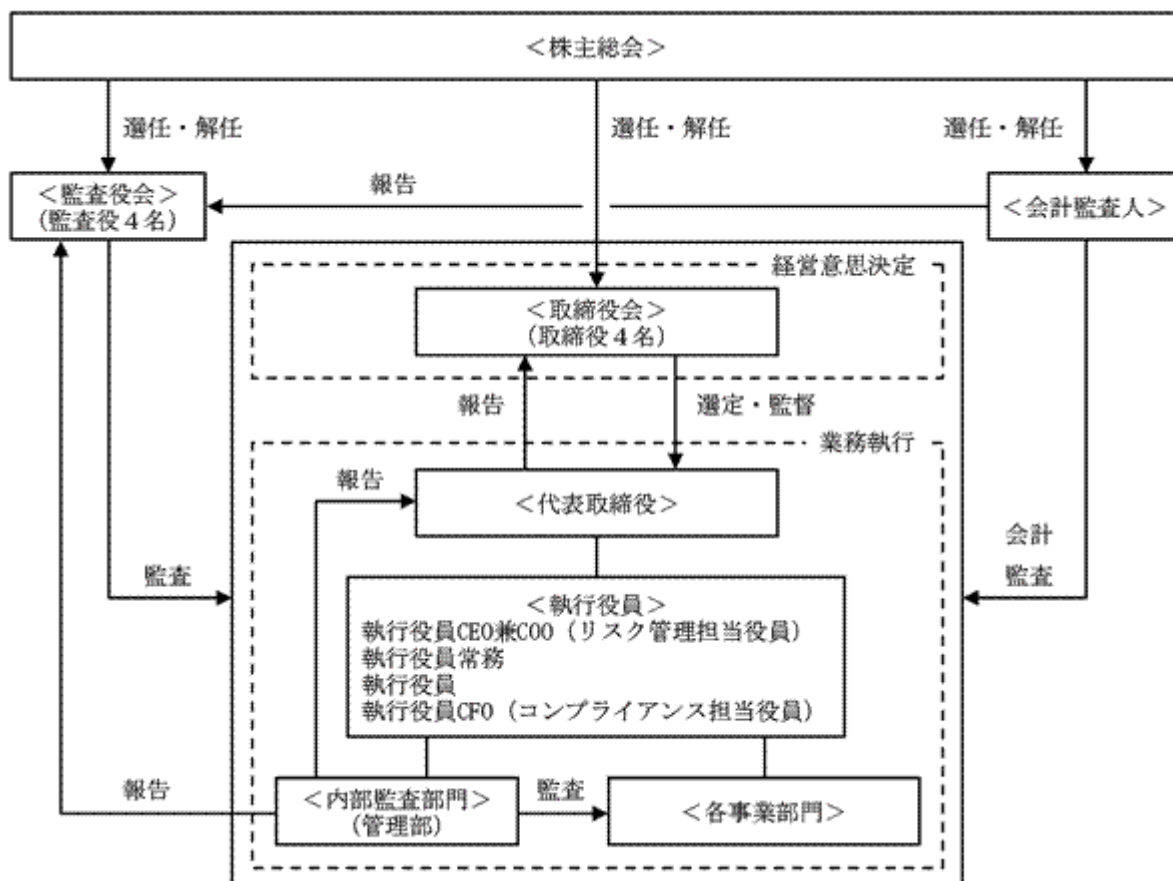 <株主総会>
選任・解任
選任・解任
選任・解任
<監査役会>
(監査役4名)
報告
<会計監査人>
経営意思決定
<取締役会>
(取締役4名)
報告
選定・監督
業務執行
報告
<代表取締役>
監査
会計
監査
<執行役員>
執行役員CEO兼COO(リスク管理担当役員)
執行役員常務
執行役員
執行役員CFO(コンプライアンス担当役員)
報告
<内部監査部門>
(管理部)
監査
<各事業部門>